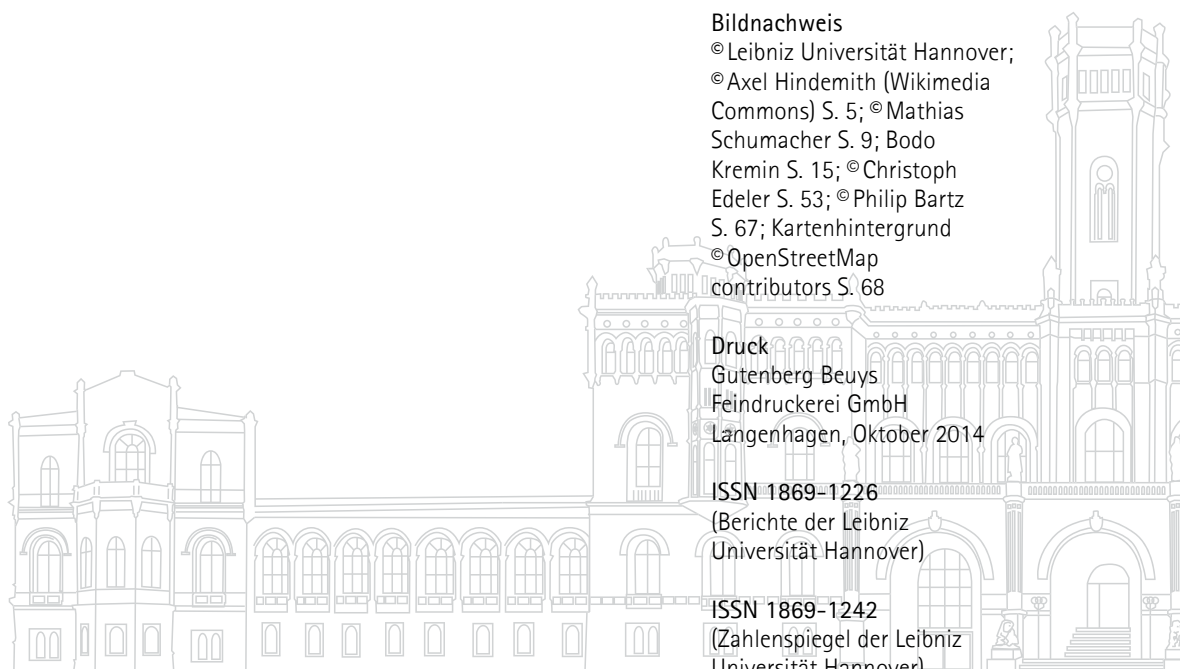 Bildnachweis
© Leibniz Universität Hannover;
© Axel Hindemith (Wikimedia
Commons) S. 5; © Mathias
Schumacher S. 9; Bodo
Kremin S. 15; © Christoph
Edeler S. 53; © Philip Bartz
S. 67; Kartenhintergrund
© OpenStreetMap
contributors S. 68
Druck
Gutenberg Beuys
Feindruckerei GmbH
Langenhagen, Oktober 2014
ISSN 1869-1226
(Berichte der Leibniz
Universität Hannover)
ISSN 1869-1242
(Zahlenspiegel der Leibniz
Universität Hannover)